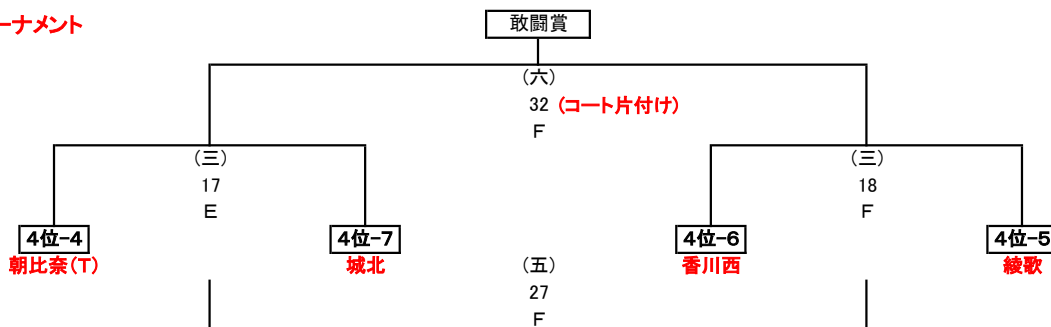 ーナメント
敢闘賞
(六)
32 (コート片付け)
F
(三)
17
E
(三)
18
F
4位-4
朝比奈(T)
4位-7
城北
4位-6
香川西
4位-5
綾歌
(五)
27
F